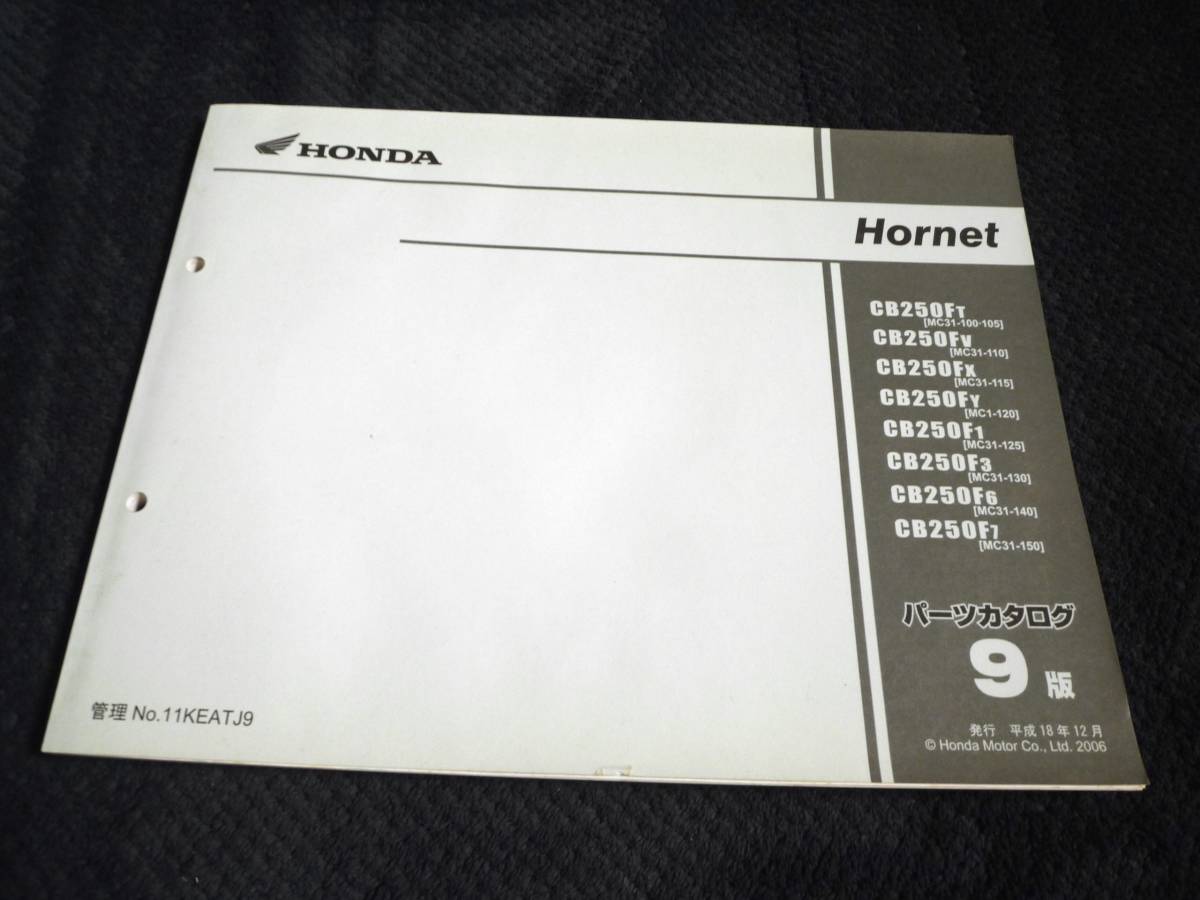 HONDA
Hornet
CB250FT
[MC31-100·105]
CB250FV
[MC31-110]
CB250FX
[MC31-115]
CB250FY
[MC1-120]
CB250F1
[MC31-125]
CB250F3
[MC31-130]
CB250F6
[MC31-140]
CB250F7
[MC31-150]
パーツカタログ
9版
管理 No.11KEATJ9
発行 平成18年12月
© Honda Motor Co., Ltd. 2006